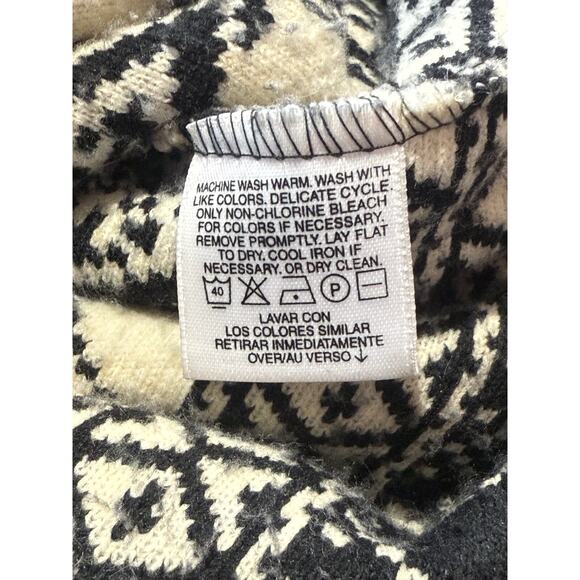 MACHINE WASH WARM. WASH WITH
LIKE COLORS. DELICATE CYCLE.
ONLY NON-CHLORINE BLEACH
FOR COLORS IF NECESSARY.
REMOVE PROMPTLY. LAY FLAT
TO DRY. COOL IRON IF
NECESSARY. OR DRY CLEAN.
40 P
LAVAR CON
LOS COLORES SIMILAR
RETIRAR INMEDIATAMENTE
OVER/AU VERSO ↓